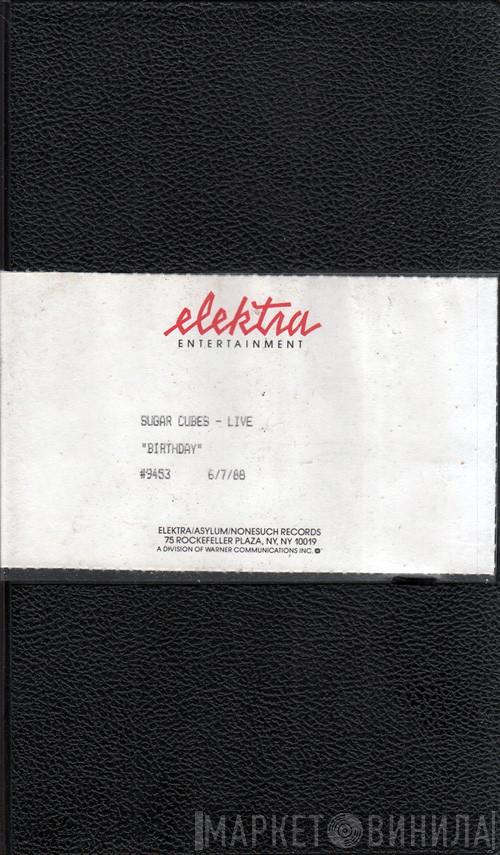 elektra
ENTERTAINMENT
SUGAR CUBES - LIVE
"BIRTHDAY"
#9453 6/7/88
ELEKTRA/ASYLUM/NONESUCH RECORDS
75 ROCKEFELLER PLAZA, NY, NY 10019
A DIVISION OF WARNER COMMUNICATIONS INC.
МАРКЕТ ВИНИЛА